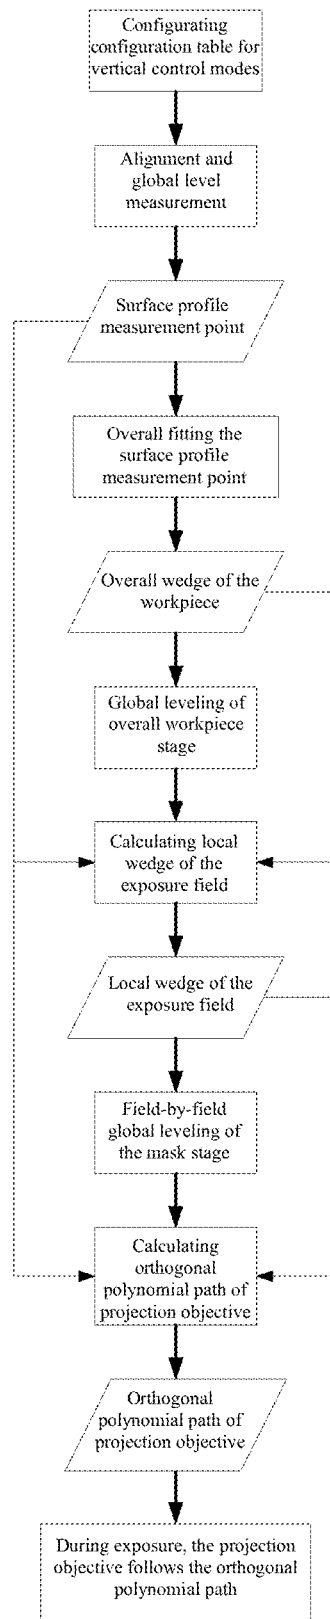 Configurating
configuration table for
vertical control modes
Alignment and
global level
measurement
Surface profile
measurement point
Overall fitting the
surface profile
measurement point
Overall wedge of the
workpiece
Global leveling of
overall workpiece
stage
Calculating local
wedge of the
exposure field
Local wedge of the
exposure field
Field-by-field
global leveling of
the mask stage
Calculating
orthogonal
polynomial path of
projection objective
Orthogonal
polynomial path of
projection objective
During exposure, the projection
objective follows the orthogonal
polynomial path